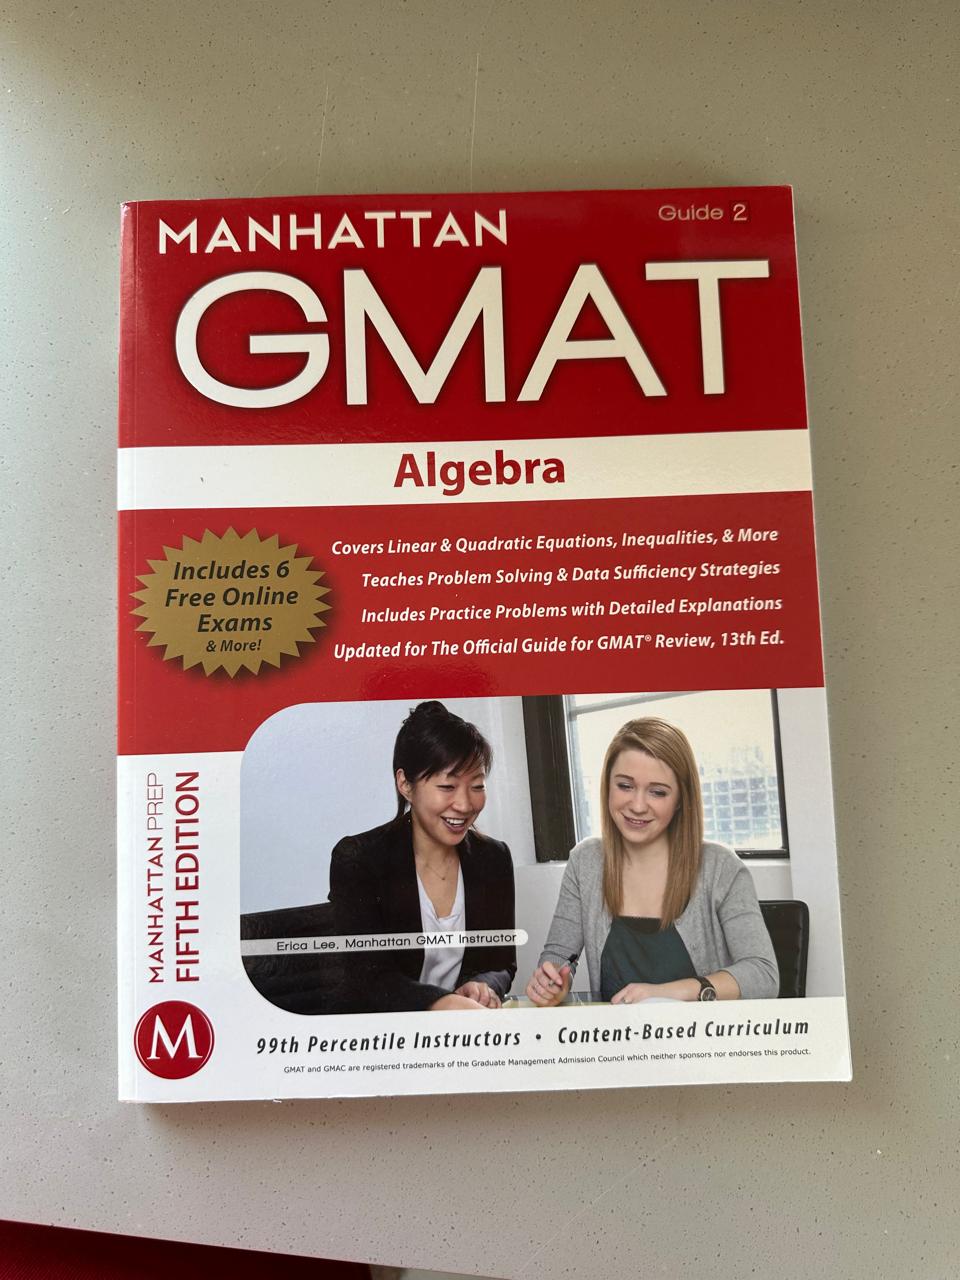 MANHATTAN
Guide 2
GMAT
Algebra
Includes 6
Free Online
Exams
& More!
Covers Linear & Quadratic Equations, Inequalities, & More
Teaches Problem Solving & Data Sufficiency Strategies
Includes Practice Problems with Detailed Explanations
Updated for The Official Guide for GMAT® Review, 13th Ed.
MANHATTAN PREP
FIFTH EDITION
Erica Lee, Manhattan GMAT Instructor
M
99th Percentile Instructors • Content-Based Curriculum
GMAT and GMAC are registered trademarks of the Graduate Management Admission Council which neither sponsors nor endorses this product.